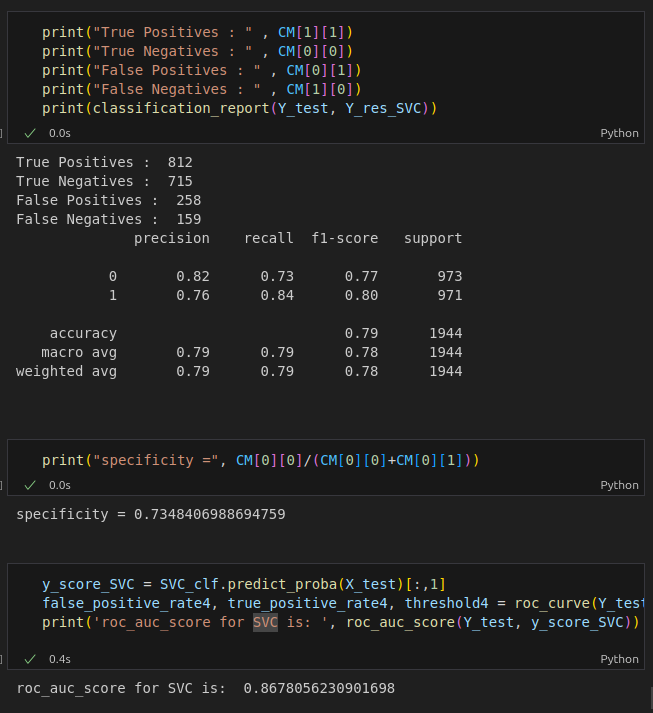 print("True Positives : " , CM[1][1])
print("True Negatives : " , CM[0][0])
print("False Positives : " , CM[0][1])
print("False Negatives : " , CM[1][0])
print(classification_report(Y_test, Y_res_SVC))
] ✓ 0.0s Python
True Positives :  812
True Negatives :  715
False Positives :  258
False Negatives :  159
              precision    recall  f1-score   support

           0       0.82      0.73      0.77       973
           1       0.76      0.84      0.80       971

    accuracy                           0.79      1944
   macro avg       0.79      0.79      0.78      1944
weighted avg       0.79      0.79      0.78      1944

print("specificity =", CM[0][0]/(CM[0][0]+CM[0][1]))
] ✓ 0.0s Python
specificity = 0.7348406988694759
y_score_SVC = SVC_clf.predict_proba(X_test)[:,1]
false_positive_rate4, true_positive_rate4, threshold4 = roc_curve(Y_test
print('roc_auc_score for SVC is: ', roc_auc_score(Y_test, y_score_SVC))
] ✓ 0.4s Python
roc_auc_score for SVC is:  0.8678056230901698